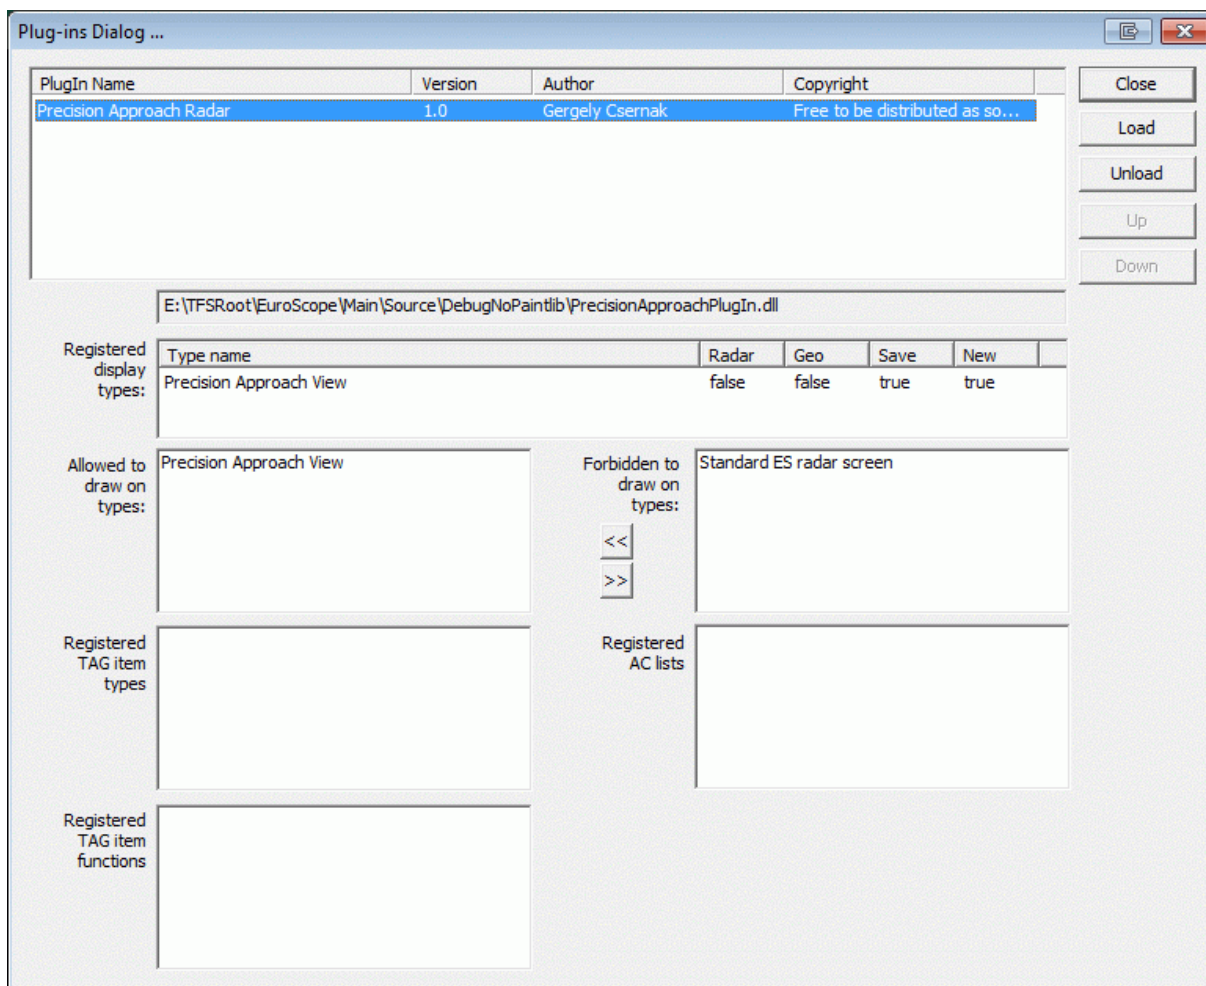 Plug-ins Dialog ...
PlugIn Name Version Author Copyright
Precision Approach Radar 1.0 Gergely Csernak Free to be distributed as so...
Close
Load
Unload
Up
Down
E:\TFSRoot\EuroScope\Main\Source\DebugNoPaintlib\PrecisionApproachPlugIn.dll
Registered
display
types:
Type name Radar Geo Save New
Precision Approach View false false true true
Allowed to
draw on
types:
Precision Approach View
Forbidden to
draw on
types:
<<
>>
Standard ES radar screen
Registered
TAG item
types
Registered
AC lists
Registered
TAG item
functions